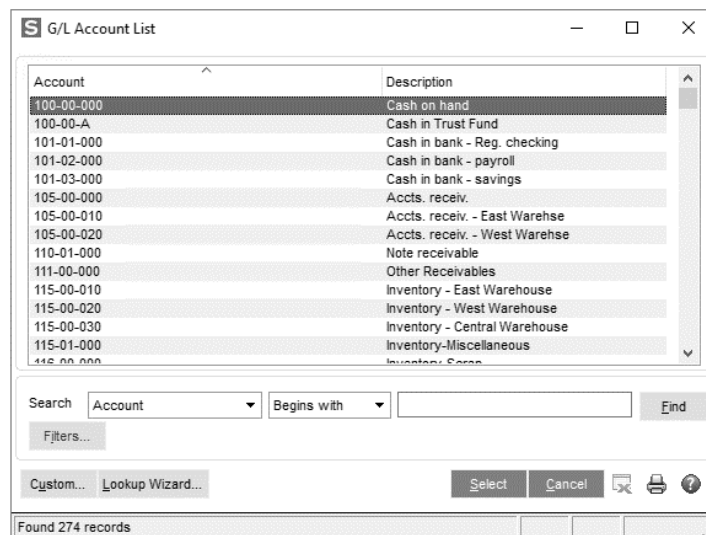 S G/L Account List
Account Description
100-00-000 Cash on hand
100-00-A Cash in Trust Fund
101-01-000 Cash in bank - Reg. checking
101-02-000 Cash in bank - payroll
101-03-000 Cash in bank - savings
105-00-000 Accts. receiv.
105-00-010 Accts. receiv. - East Warehse
105-00-020 Accts. receiv. - West Warehse
110-01-000 Note receivable
111-00-000 Other Receivables
115-00-010 Inventory - East Warehouse
115-00-020 Inventory - West Warehouse
115-00-030 Inventory - Central Warehouse
115-01-000 Inventory-Miscellaneous
116-00-000 Inventory-Scrap
Search Account Begins with Find
Filters...
Custom... Lookup Wizard... Select Cancel
Found 274 records